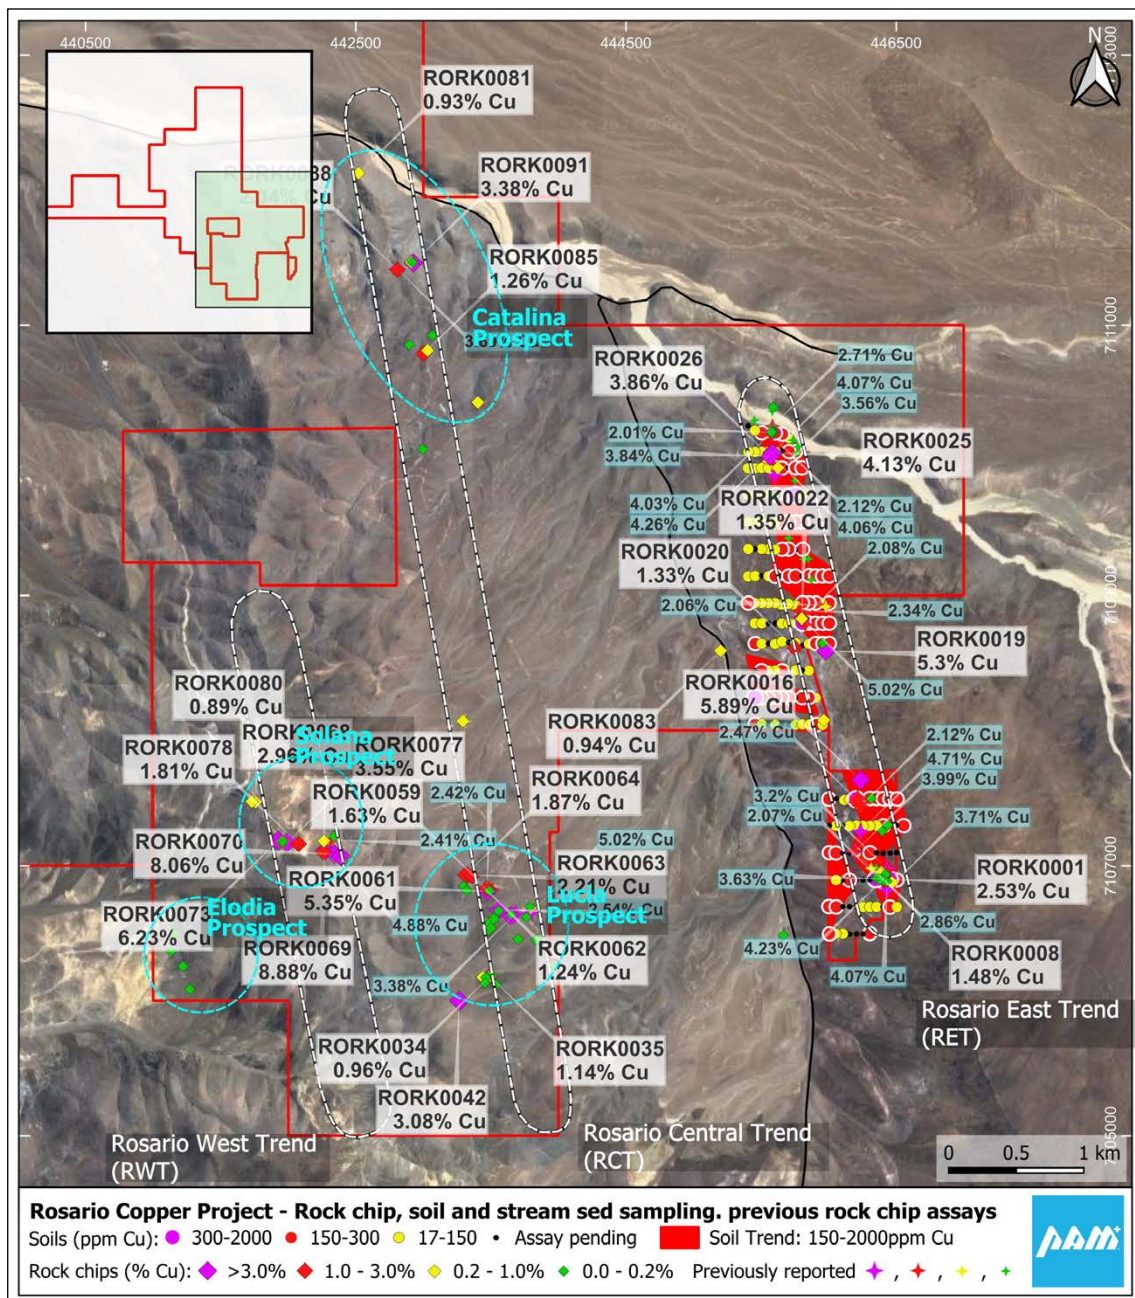 440500
442500
444500
446500
N
7113000
RORK0081
0.93% Cu
RORK0091
3.38% Cu
RORK0085
1.26% Cu
Catalina
Prospect
7111000
RORK0026
3.86% Cu
2.71% Cu
4.07% Cu
3.56% Cu
2.01% Cu
3.84% Cu
RORK0025
4.13% Cu
4.03% Cu
4.26% Cu
RORK0022
1.35% Cu
2.12% Cu
4.06% Cu
2.08% Cu
RORK0020
1.33% Cu
2.06% Cu
2.34% Cu
RORK0019
5.3% Cu
5.02% Cu
RORK0016
5.89% Cu
RORK0080
0.89% Cu
RORK0083
0.94% Cu
2.47% Cu
2.12% Cu
4.71% Cu
3.99% Cu
RORK0078
1.81% Cu
Solana
Prospect
RORK0077
3.55% Cu
2.42% Cu
RORK0064
1.87% Cu
3.2% Cu
2.07% Cu
3.71% Cu
RORK0059
1.63% Cu
2.41% Cu
5.02% Cu
RORK0070
8.06% Cu
7107000
RORK0061
5.35% Cu
RORK0063
2.21% Cu
3.63% Cu
RORK0001
2.53% Cu
Lucia
Prospect
RORK0073
6.23% Cu
Elodia
Prospect
4.88% Cu
2.86% Cu
RORK0069
8.88% Cu
RORK0062
1.24% Cu
4.23% Cu
RORK0008
1.48% Cu
3.38% Cu
4.07% Cu
Rosario East Trend
(RET)
RORK0034
0.96% Cu
RORK0035
1.14% Cu
RORK0042
3.08% Cu
Rosario West Trend
(RWT)
Rosario Central Trend
(RCT)
0 0.5 1 km
Rosario Copper Project - Rock chip, soil and stream sed sampling. previous rock chip assays
Soils (ppm Cu): 300-2000 150-300 17-150 Assay pending Soil Trend: 150-2000ppm Cu
Rock chips (% Cu): >3.0% 1.0 - 3.0% 0.2 - 1.0% 0.0 - 0.2% Previously reported , , ,
PAM